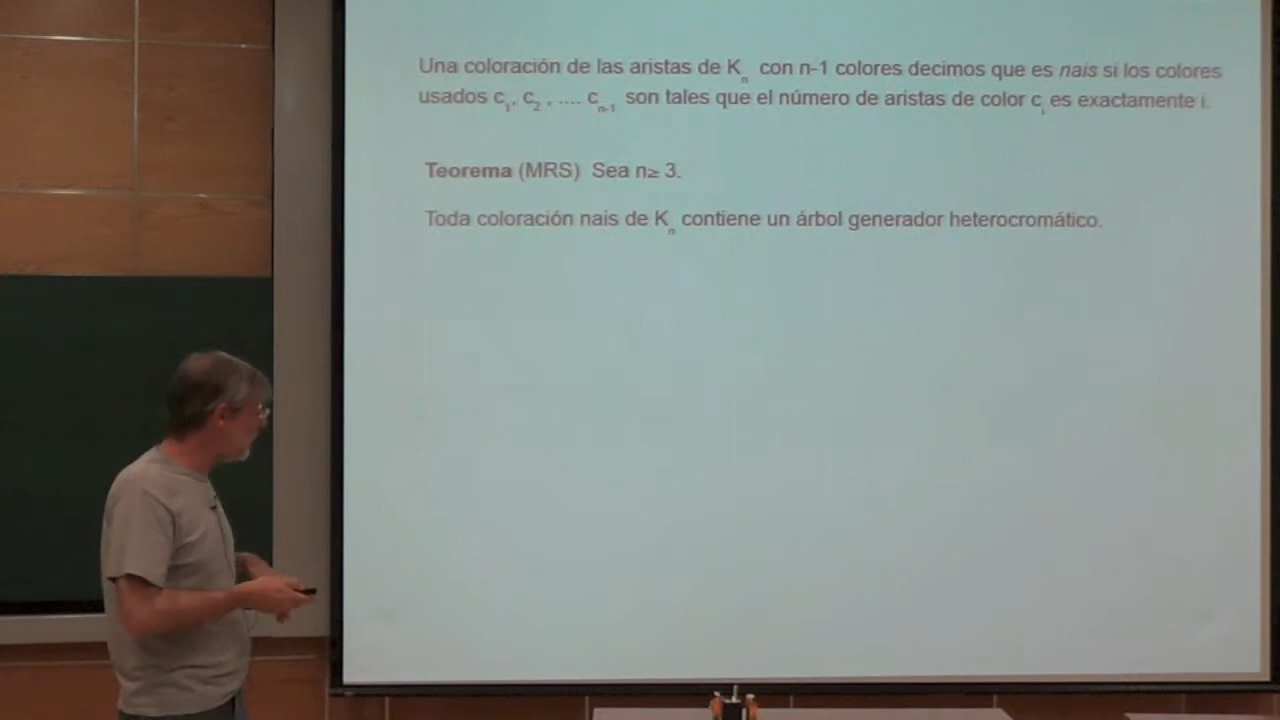 Una coloración de las aristas de Kₙ con n-1 colores decimos que es nais si los colores
usados c₁, c₂, .... cₙ₋₁ son tales que el número de aristas de color cᵢ es exactamente i.
Teorema (MRS) Sea n≥ 3.
Toda coloración nais de Kₙ contiene un árbol generador heterocromático.